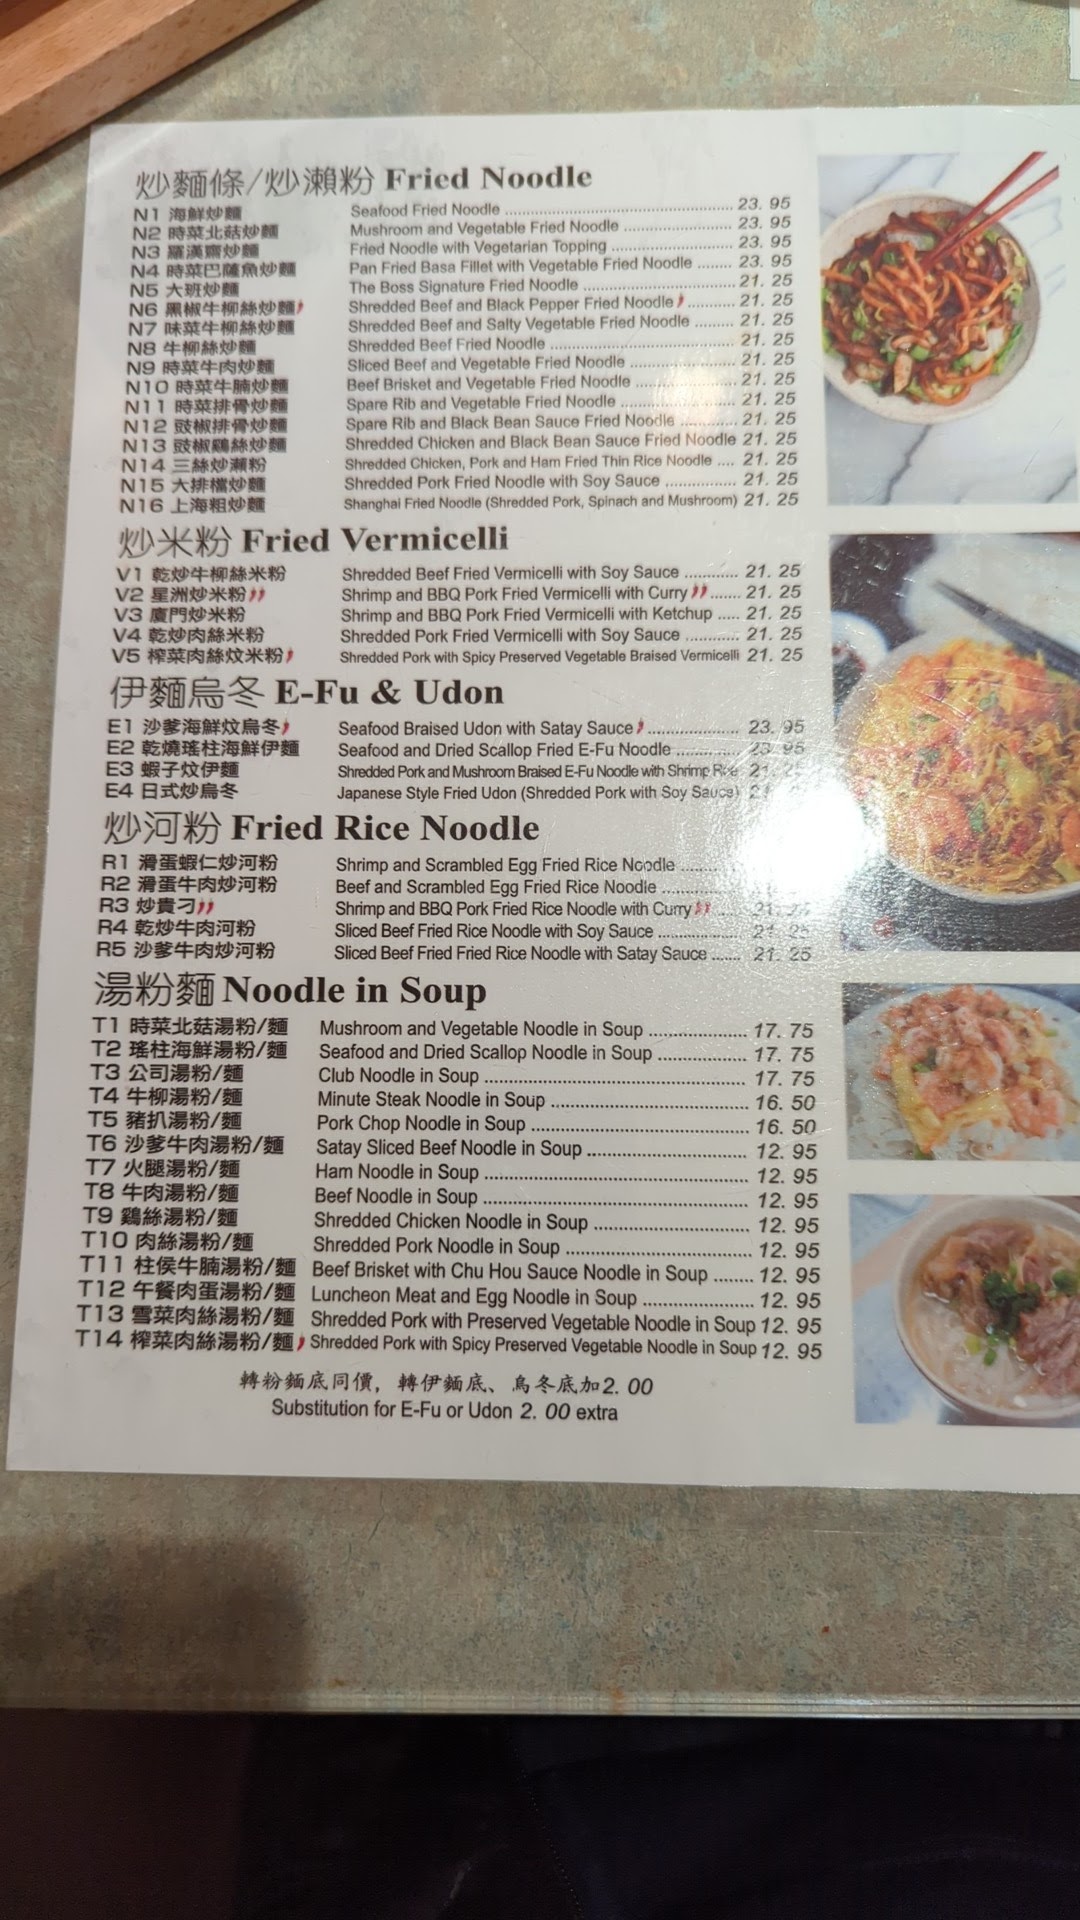 炒麵條/炒瀨粉 Fried Noodle
N1 海鮮炒麵 Seafood Fried Noodle 23.95
N2 時菜北菇炒麵 Mushroom and Vegetable Fried Noodle 23.95
N3 羅漢齋炒麵 Fried Noodle with Vegetarian Topping 23.95
N4 時菜巴薩魚炒麵 Pan Fried Basa Fillet with Vegetable Fried Noodle 23.95
N5 大班炒麵 The Boss Signature Fried Noodle 21.25
N6 黑椒牛柳絲炒麵 Shredded Beef and Black Pepper Fried Noodle 21.25
N7 味菜牛柳絲炒麵 Shredded Beef and Salty Vegetable Fried Noodle 21.25
N8 牛柳絲炒麵 Shredded Beef Fried Noodle 21.25
N9 時菜牛肉炒麵 Sliced Beef and Vegetable Fried Noodle 21.25
N10 時菜牛腩炒麵 Beef Brisket and Vegetable Fried Noodle 21.25
N11 時菜排骨炒麵 Spare Rib and Vegetable Fried Noodle 21.25
N12 豉椒排骨炒麵 Spare Rib and Black Bean Sauce Fried Noodle 21.25
N13 豉椒鷄絲炒麵 Shredded Chicken and Black Bean Sauce Fried Noodle 21.25
N14 三絲炒瀨粉 Shredded Chicken, Pork and Ham Fried Thin Rice Noodle 21.25
N15 大排檔炒麵 Shredded Pork Fried Noodle with Soy Sauce 21.25
N16 上海粗炒麵 Shanghai Fried Noodle (Shredded Pork, Spinach and Mushroom) 21.25
炒米粉 Fried Vermicelli
V1 乾炒牛柳絲米粉 Shredded Beef Fried Vermicelli with Soy Sauce 21.25
V2 星洲炒米粉 Shrimp and BBQ Pork Fried Vermicelli with Curry 21.25
V3 廈門炒米粉 Shrimp and BBQ Pork Fried Vermicelli with Ketchup 21.25
V4 乾炒肉絲米粉 Shredded Pork Fried Vermicelli with Soy Sauce 21.25
V5 榨菜肉絲炆米粉 Shredded Pork with Spicy Preserved Vegetable Braised Vermicelli 21.25
伊麵烏冬 E-Fu & Udon
E1 沙爹海鮮炆烏冬 Seafood Braised Udon with Satay Sauce 23.95
E2 乾燒瑤柱海鮮伊麵 Seafood and Dried Scallop Fried E-Fu Noodle 23.95
E3 蝦子炆伊麵 Shredded Pork and Mushroom Braised E-Fu Noodle with Shrimp Roe
E4 日式炒烏冬 Japanese Style Fried Udon (Shredded Pork with Soy Sauce)
炒河粉 Fried Rice Noodle
R1 滑蛋蝦仁炒河粉 Shrimp and Scrambled Egg Fried Rice Noodle
R2 滑蛋牛肉炒河粉 Beef and Scrambled Egg Fried Rice Noodle
R3 炒貴刁 Shrimp and BBQ Pork Fried Rice Noodle with Curry 21.25
R4 乾炒牛肉河粉 Sliced Beef Fried Rice Noodle with Soy Sauce 21.25
R5 沙爹牛肉炒河粉 Sliced Beef Fried Fried Rice Noodle with Satay Sauce 21.25
湯粉麵 Noodle in Soup
T1 時菜北菇湯粉/麵 Mushroom and Vegetable Noodle in Soup 17.75
T2 瑤柱海鮮湯粉/麵 Seafood and Dried Scallop Noodle in Soup 17.75
T3 公司湯粉/麵 Club Noodle in Soup 17.75
T4 牛柳湯粉/麵 Minute Steak Noodle in Soup 16.50
T5 豬扒湯粉/麵 Pork Chop Noodle in Soup 16.50
T6 沙爹牛肉湯粉/麵 Satay Sliced Beef Noodle in Soup 12.95
T7 火腿湯粉/麵 Ham Noodle in Soup 12.95
T8 牛肉湯粉/麵 Beef Noodle in Soup 12.95
T9 鷄絲湯粉/麵 Shredded Chicken Noodle in Soup 12.95
T10 肉絲湯粉/麵 Shredded Pork Noodle in Soup 12.95
T11 柱侯牛腩湯粉/麵 Beef Brisket with Chu Hou Sauce Noodle in Soup 12.95
T12 午餐肉蛋湯粉/麵 Luncheon Meat and Egg Noodle in Soup 12.95
T13 雪菜肉絲湯粉/麵 Shredded Pork with Preserved Vegetable Noodle in Soup 12.95
T14 榨菜肉絲湯粉/麵 Shredded Pork with Spicy Preserved Vegetable Noodle in Soup 12.95
轉粉麵底同價，轉伊麵底、烏冬底加2.00
Substitution for E-Fu or Udon 2.00 extra